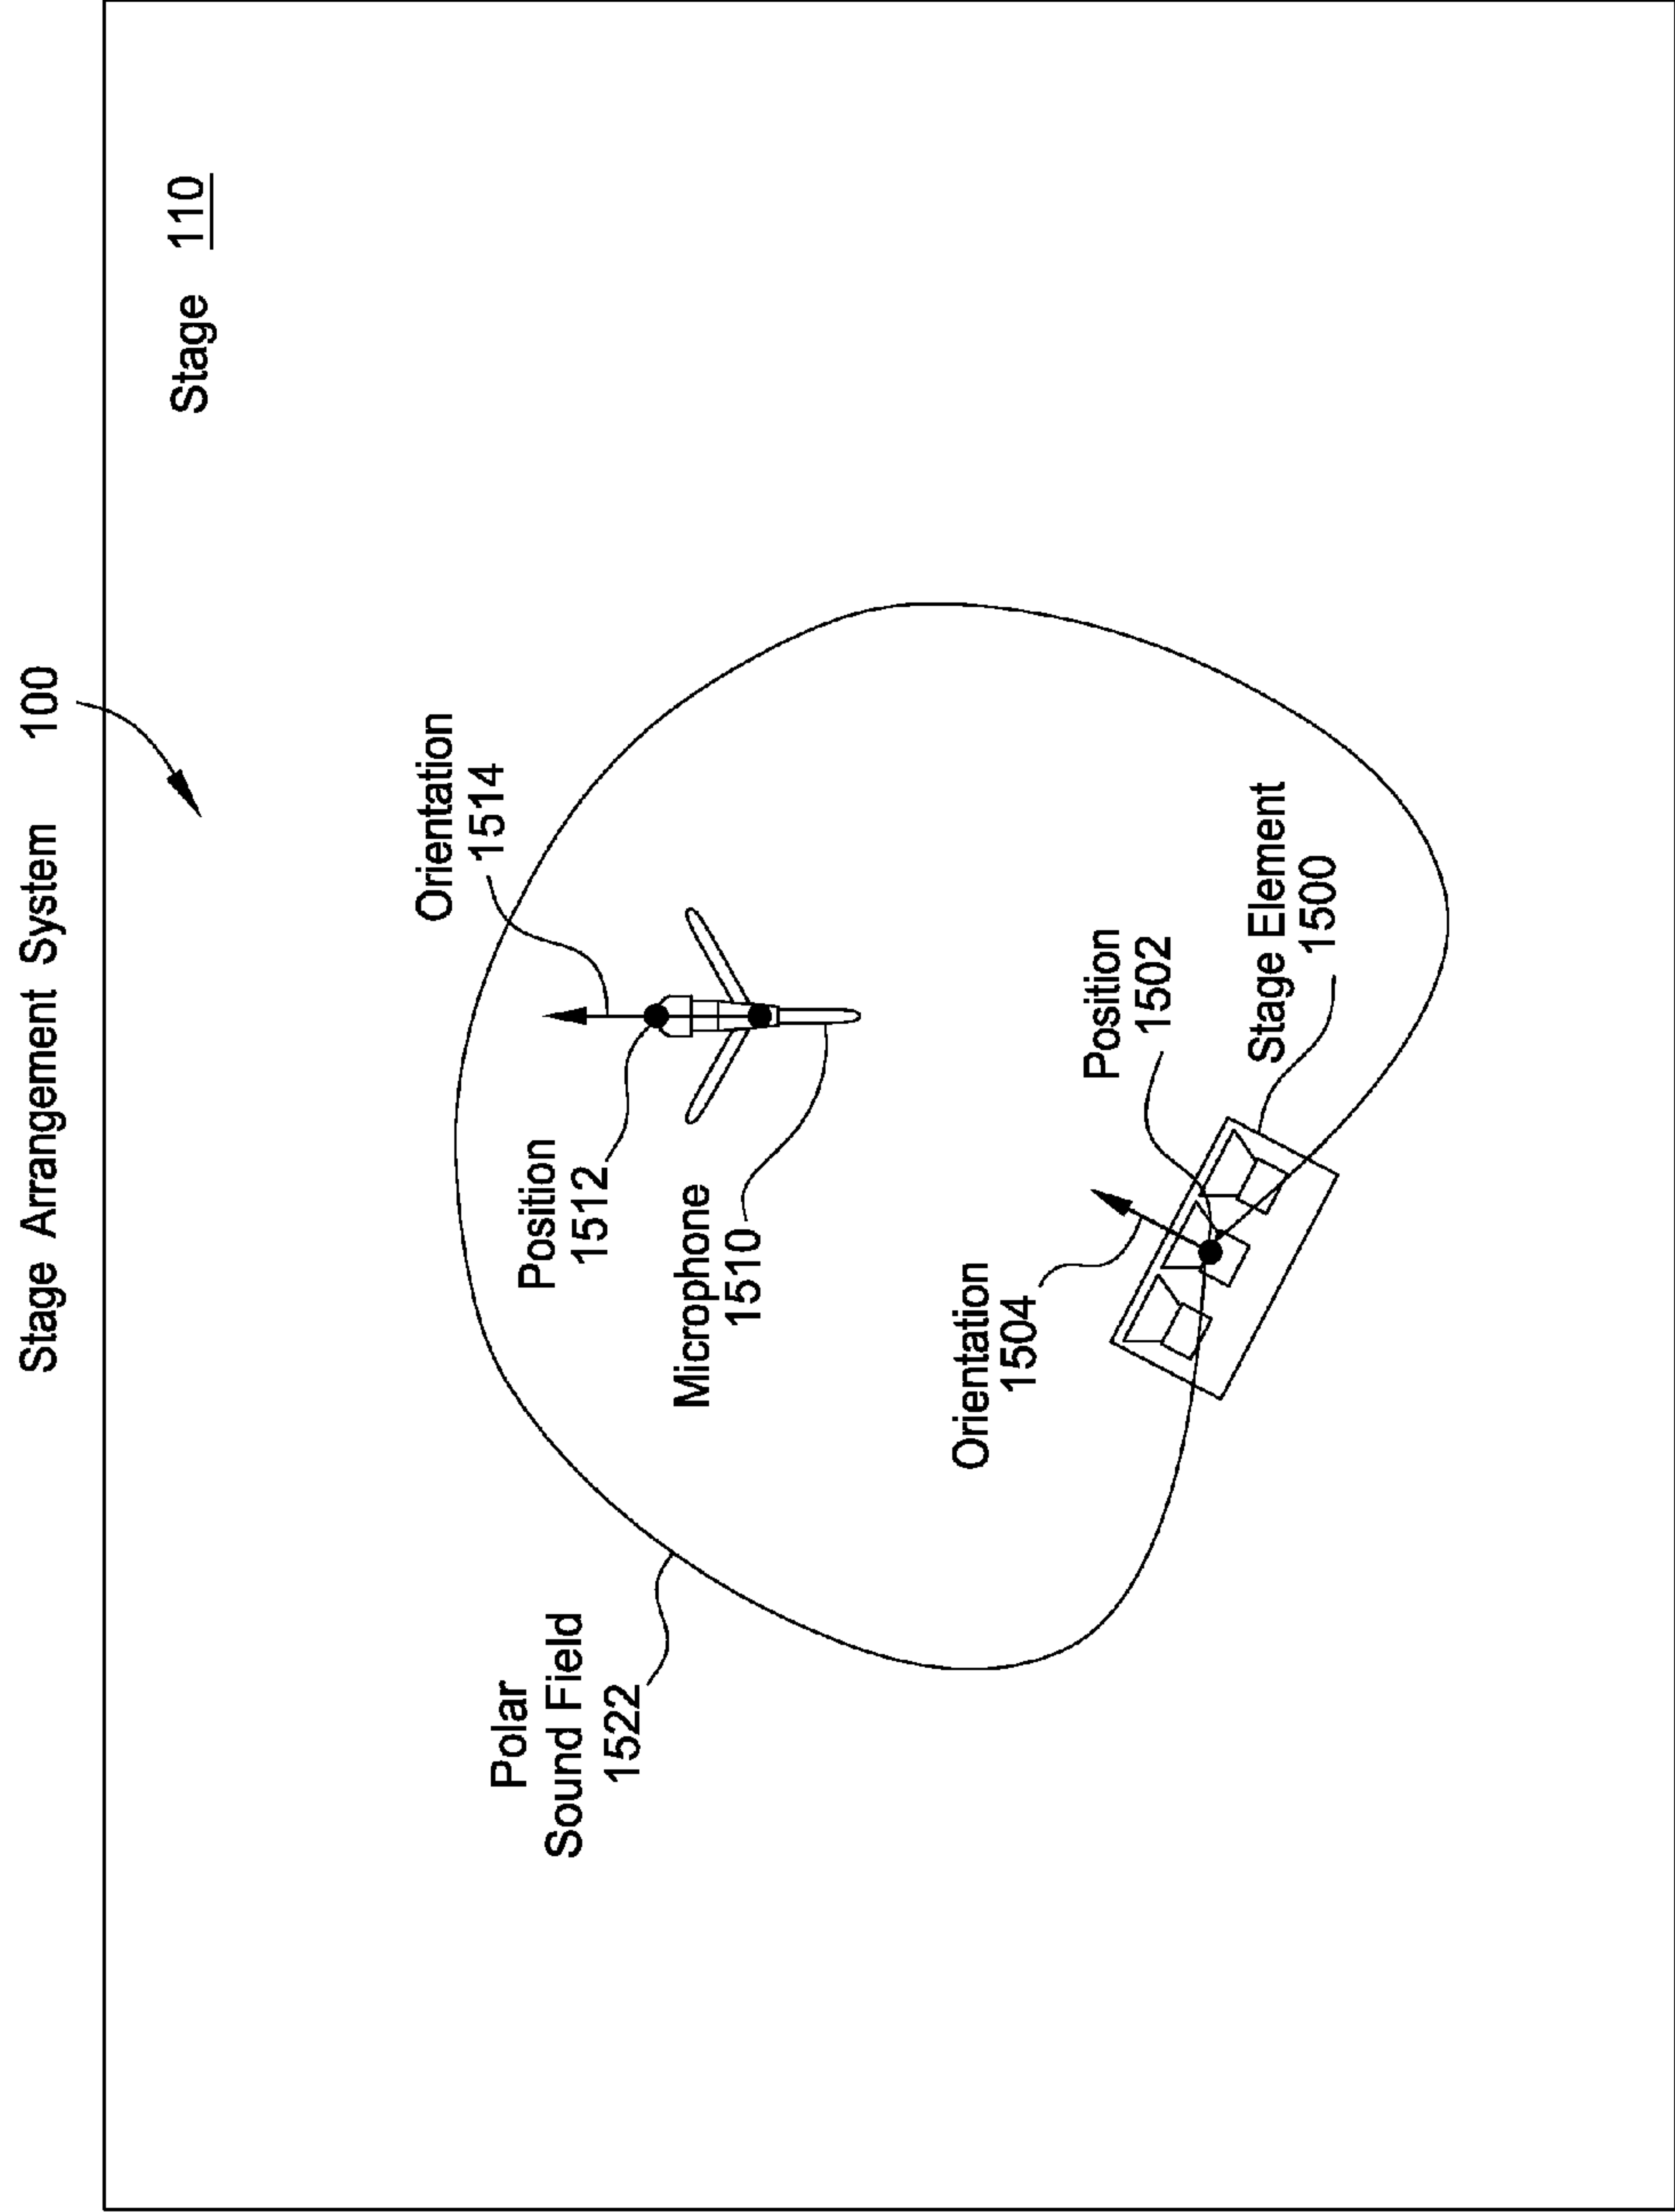 Stage Arrangement System 100
Stage 110
Orientation
1514
Position
1512
Polar
Sound Field
1522
Microphone
1510
Orientation
1504
Position
1502
Stage Element
1500